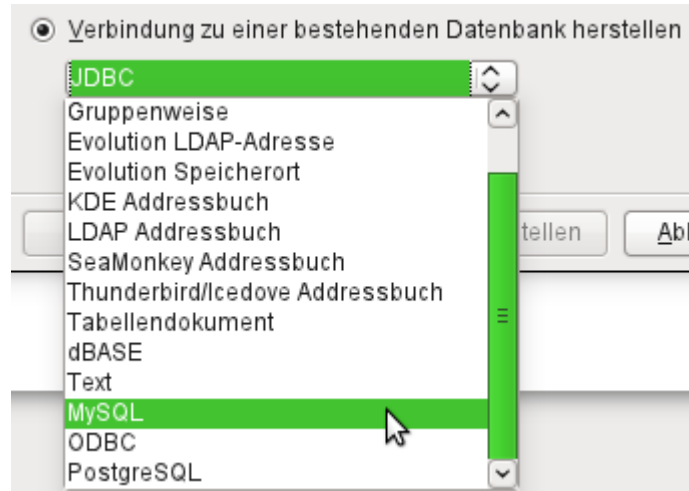 Verbindung zu einer bestehenden Datenbank herstellen
JDBC
Gruppenweise
Evolution LDAP-Adresse
Evolution Speicherort
KDE Addressbuch
LDAP Addressbuch
SeaMonkey Addressbuch
Thunderbird/Icedove Addressbuch
Tabellendokument
dBASE
Text
MySQL
ODBC
PostgreSQL
tellen
Abl